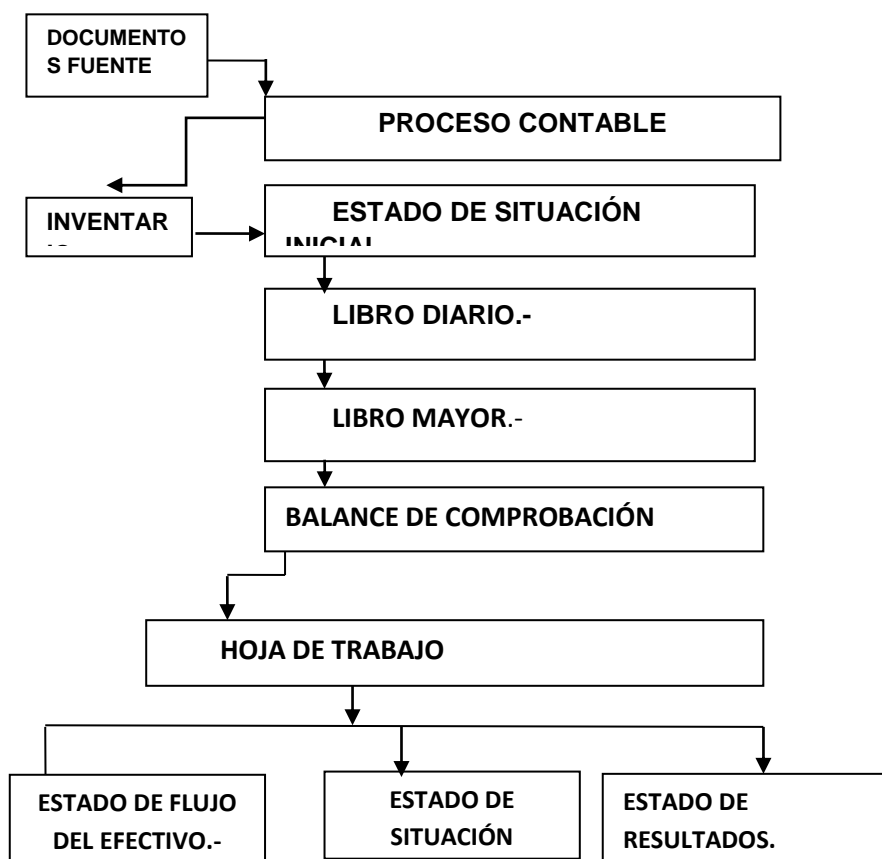 DOCUMENTO
S FUENTE
PROCESO CONTABLE
INVENTAR
ESTADO DE SITUACIÓN
INICIAL
LIBRO DIARIO.-
LIBRO MAYOR.-
BALANCE DE COMPROBACIÓN
HOJA DE TRABAJO
ESTADO DE FLUJO
DEL EFECTIVO.-
ESTADO DE
SITUACIÓN
ESTADO DE
RESULTADOS.